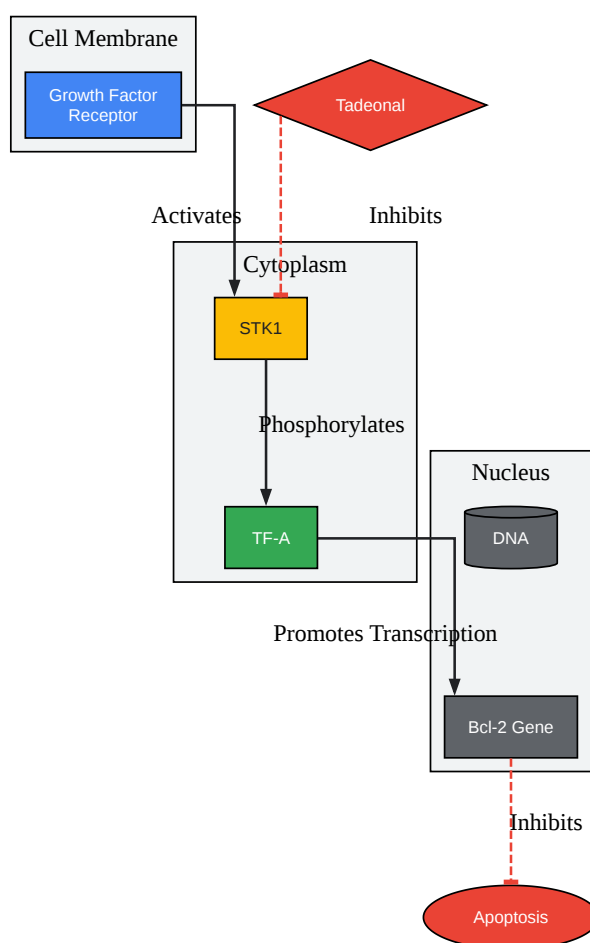 Cell Membrane
Growth Factor
Receptor
Tadeonal
Activates
Inhibits
Cytoplasm
STK1
Phosphorylates
Nucleus
TF-A
DNA
Promotes Transcription
Bcl-2 Gene
Inhibits
Apoptosis